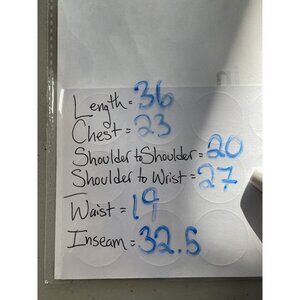 Length = 36
Chest = 23
Shoulder to Shoulder = 20
Shoulder to Wrist = 27
Waist = 19
Inseam = 32.5